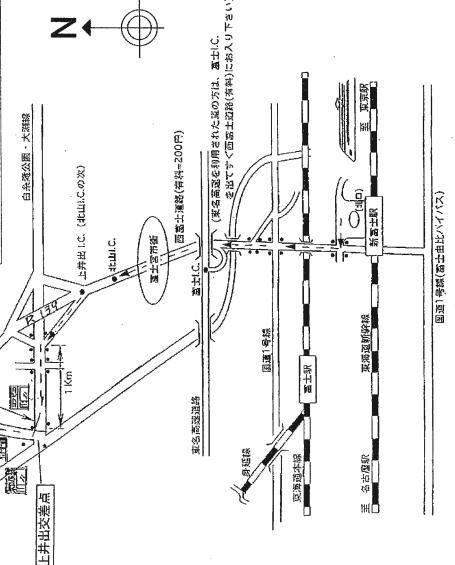 N
白糸滝公園・大淵線
上井出I.C.（北山I.C.の次）
北山I.C.
R 139
1Km
富士宮市街
西富士道路(有料=200円)
(東名高速を利用された場の方は、富士I.C.
を出てすぐ西富士道路(有料)にお入り下さい)
富士I.C.
東名高速道路
上井出交差点
国道1号線
身延線
富士駅
東海道本線
(北口)
新富士駅
東海道新幹線
至 東京駅
至 名古屋駅
国道1号線(富士由比バイパス)